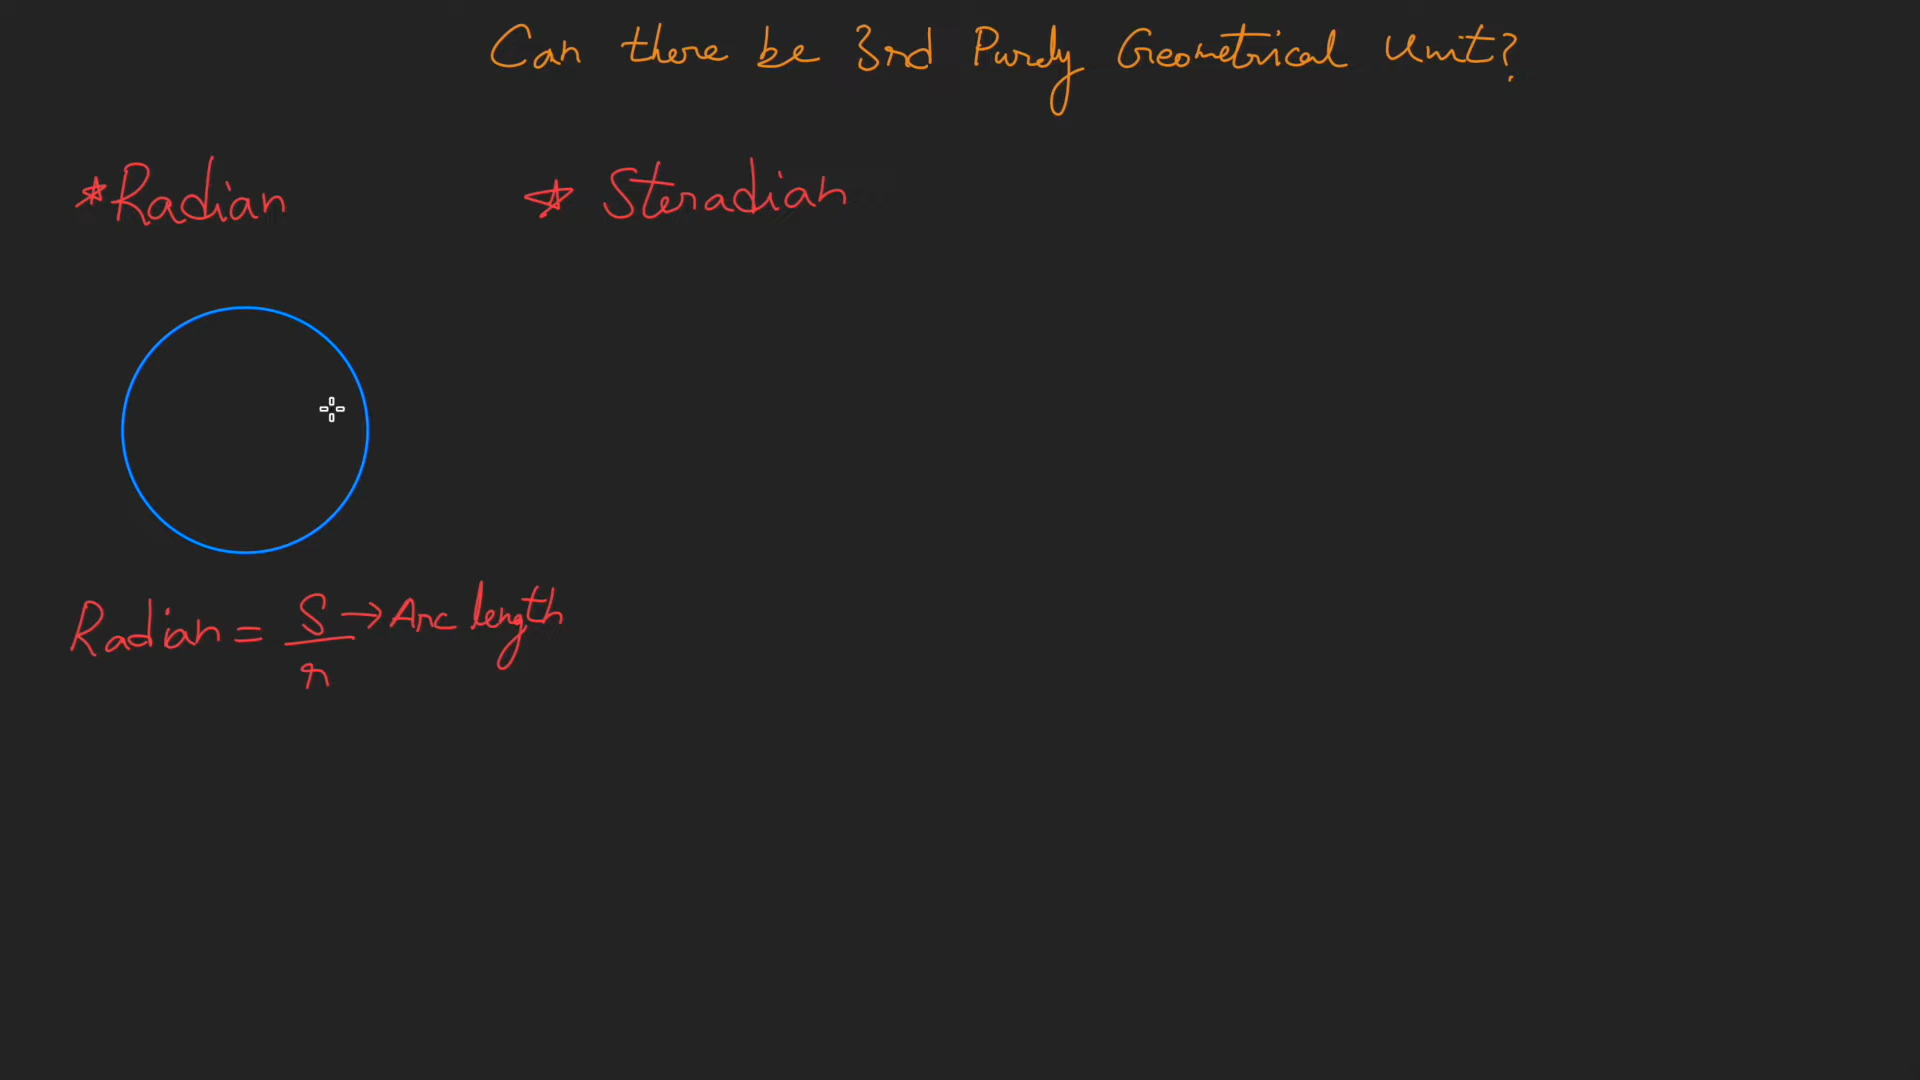 Can there be 3rd Purely Geometrical Unit?
*Radian * Steradian
Radian = S → Arc length
r